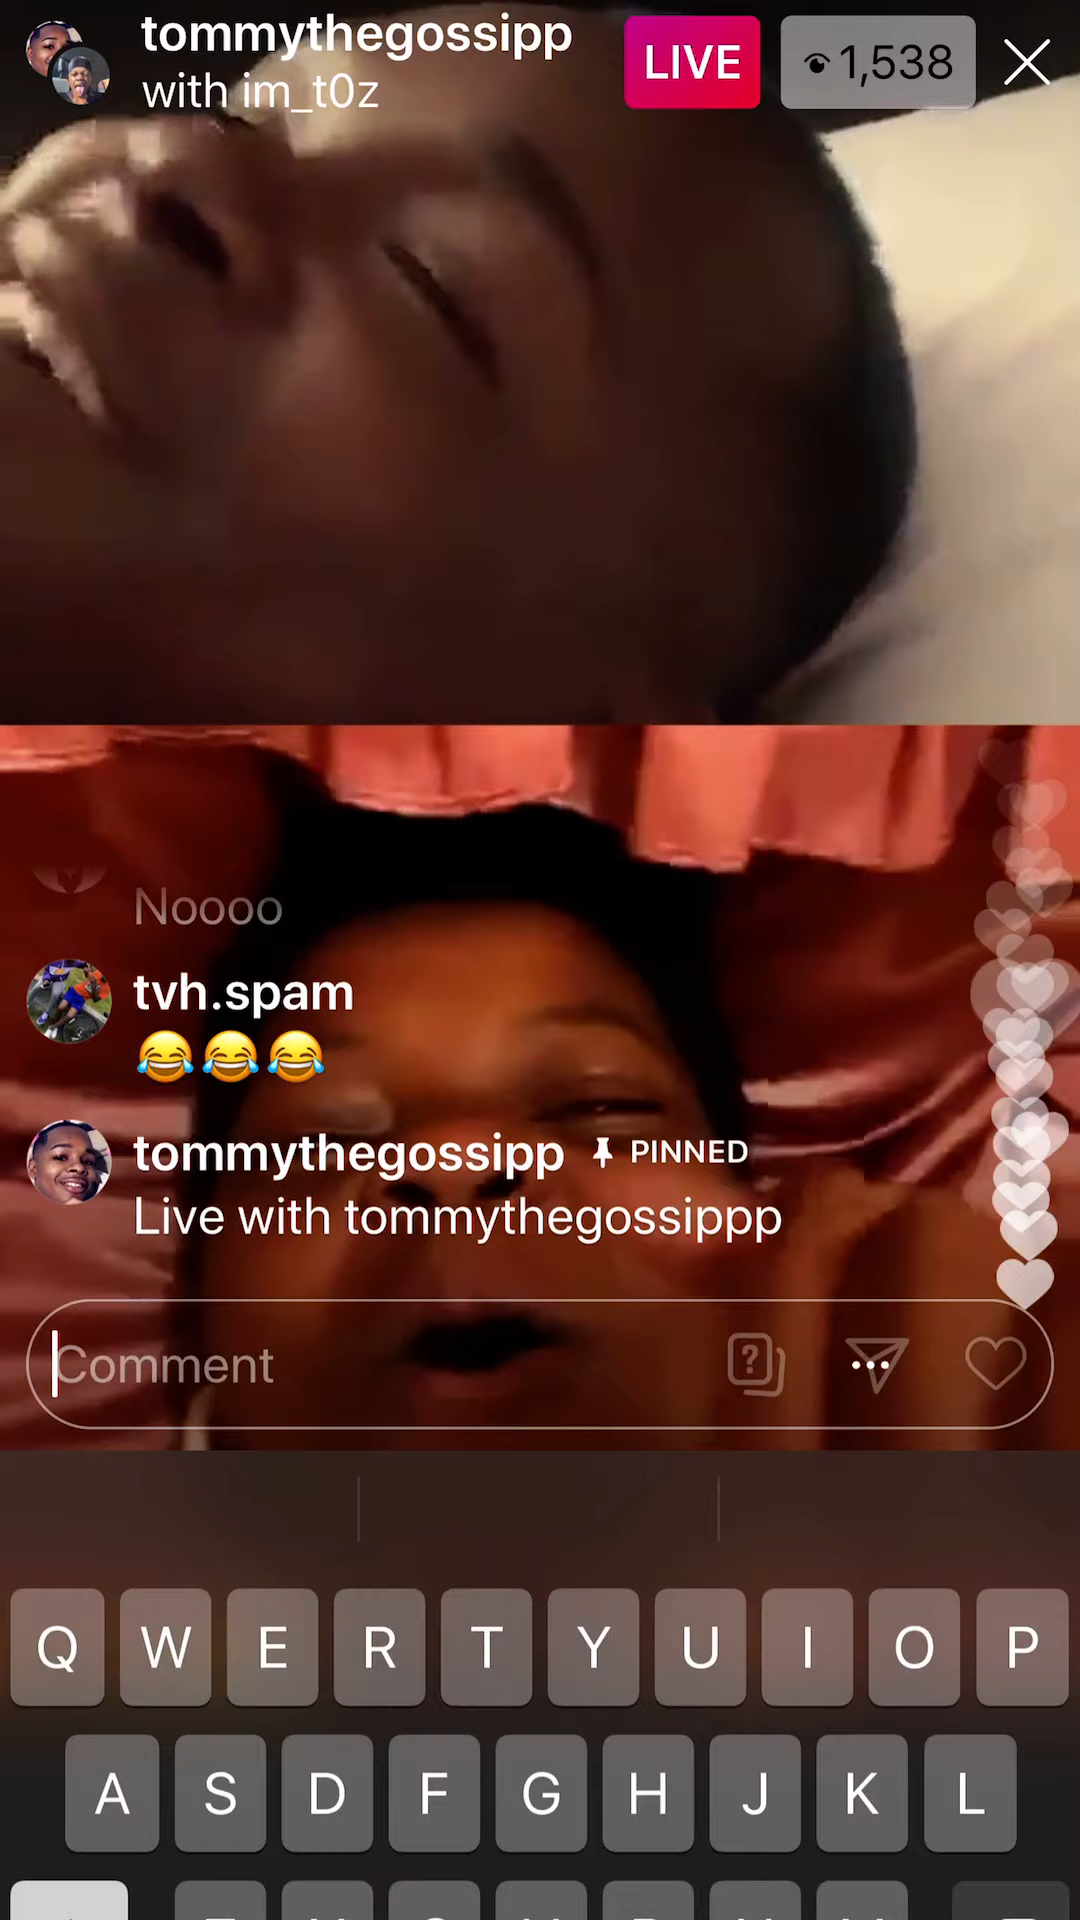 tommythegossipp
with im_t0z
LIVE
1,538
Noooo
tvh.spam
😂😂😂
tommythegossipp PINNED
Live with tommythegossippp
Comment
Q W E R T Y U I O P
A S D F G H J K L